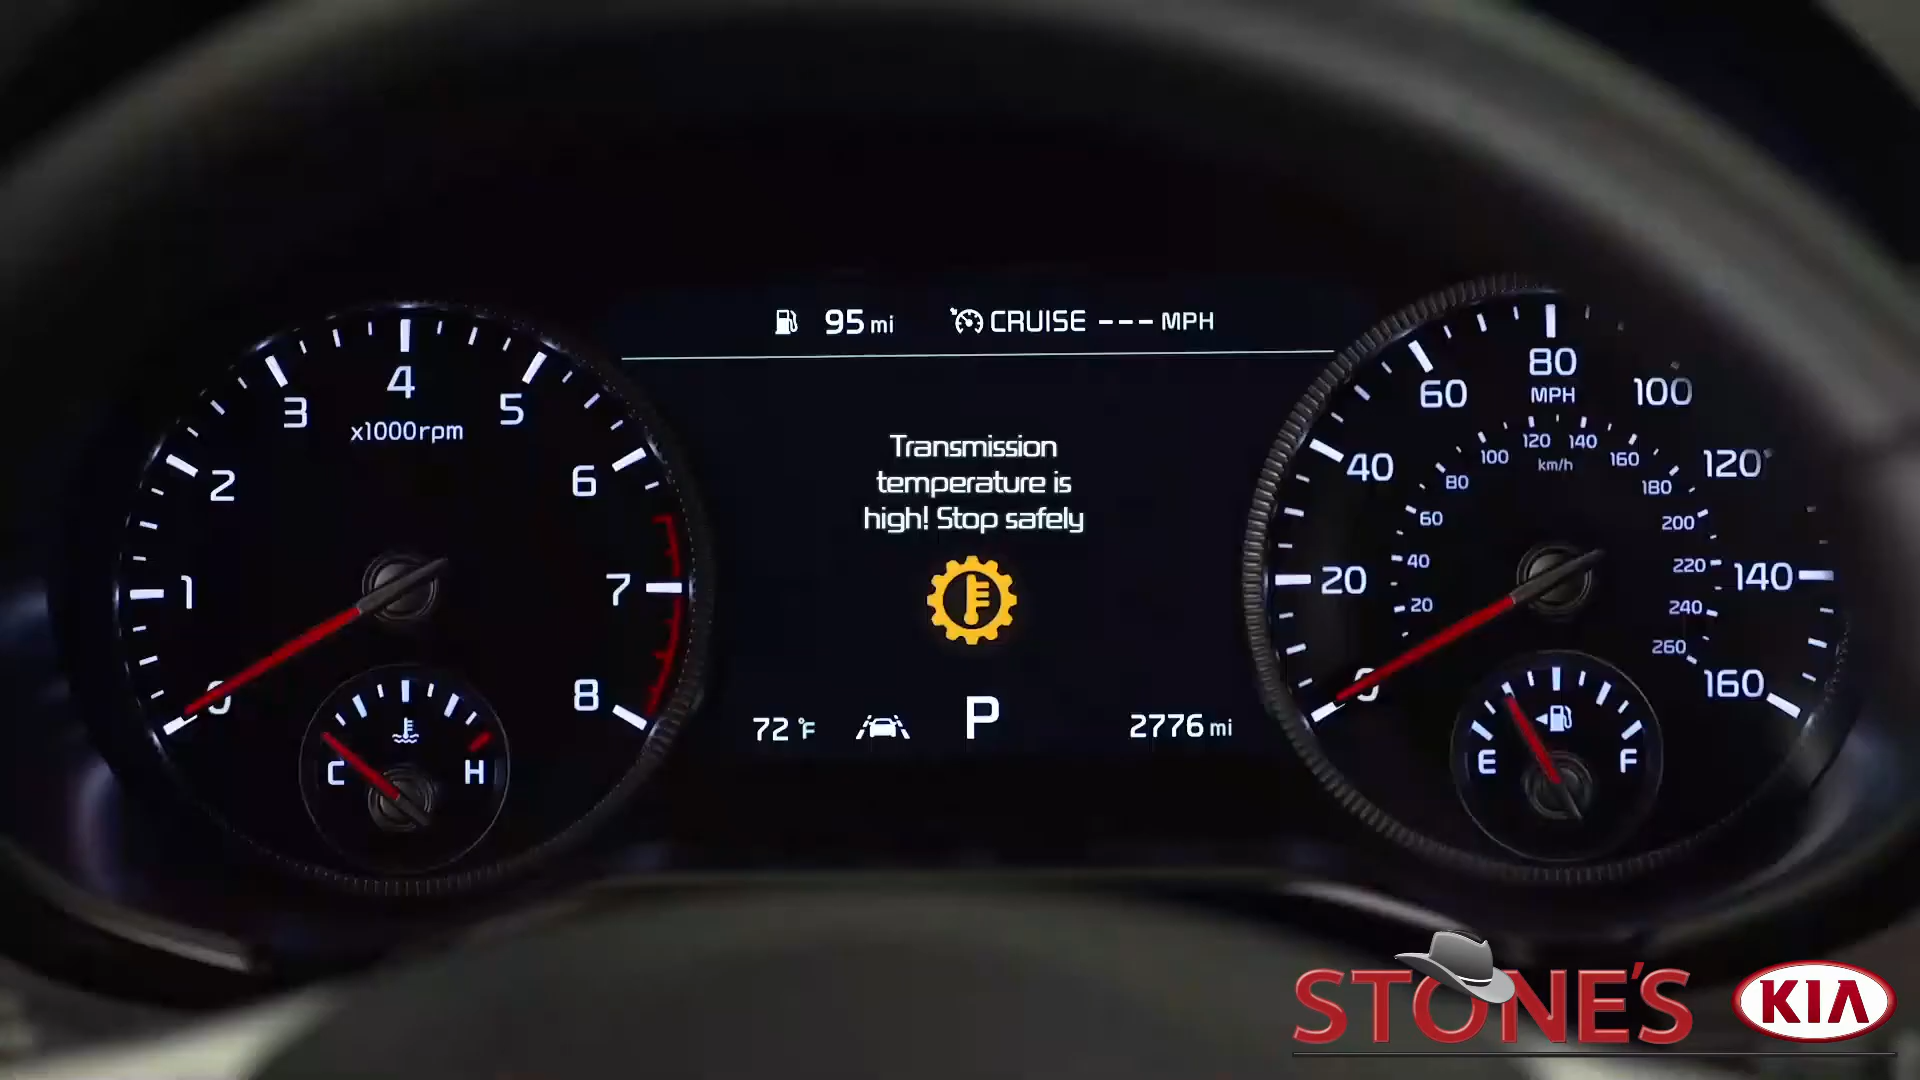 95 mi
CRUISE --- MPH
Transmission
temperature is
high! Stop safely
72 °F
P
2776 mi
0
1
2
3
4
5
6
7
8
x1000rpm
C
H
0
20
40
60
80
100
120
140
160
MPH
20
40
60
80
100
120
140
160
180
200
220
240
260
km/h
E
F
STONE'S
KIA